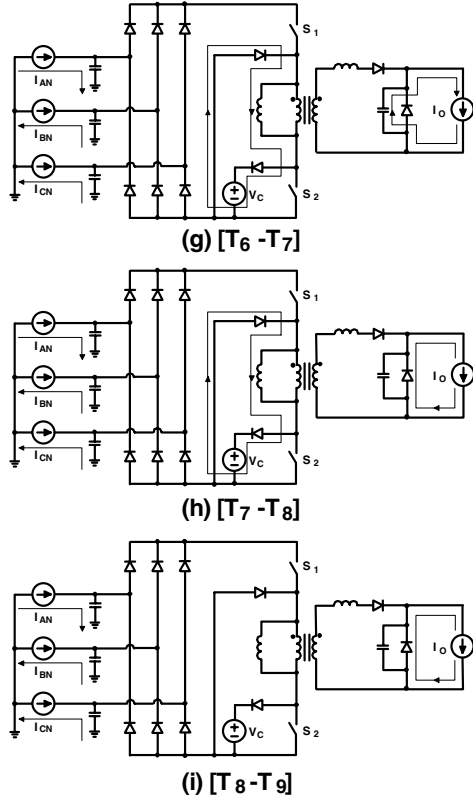 S1
IAN
IBN
IO
ICN
VC
S2
(g) [T6 -T7]
S1
IAN
IBN
IO
ICN
VC
S2
(h) [T7 -T8]
S1
IAN
IBN
IO
ICN
VC
S2
(i) [T8 -T9]